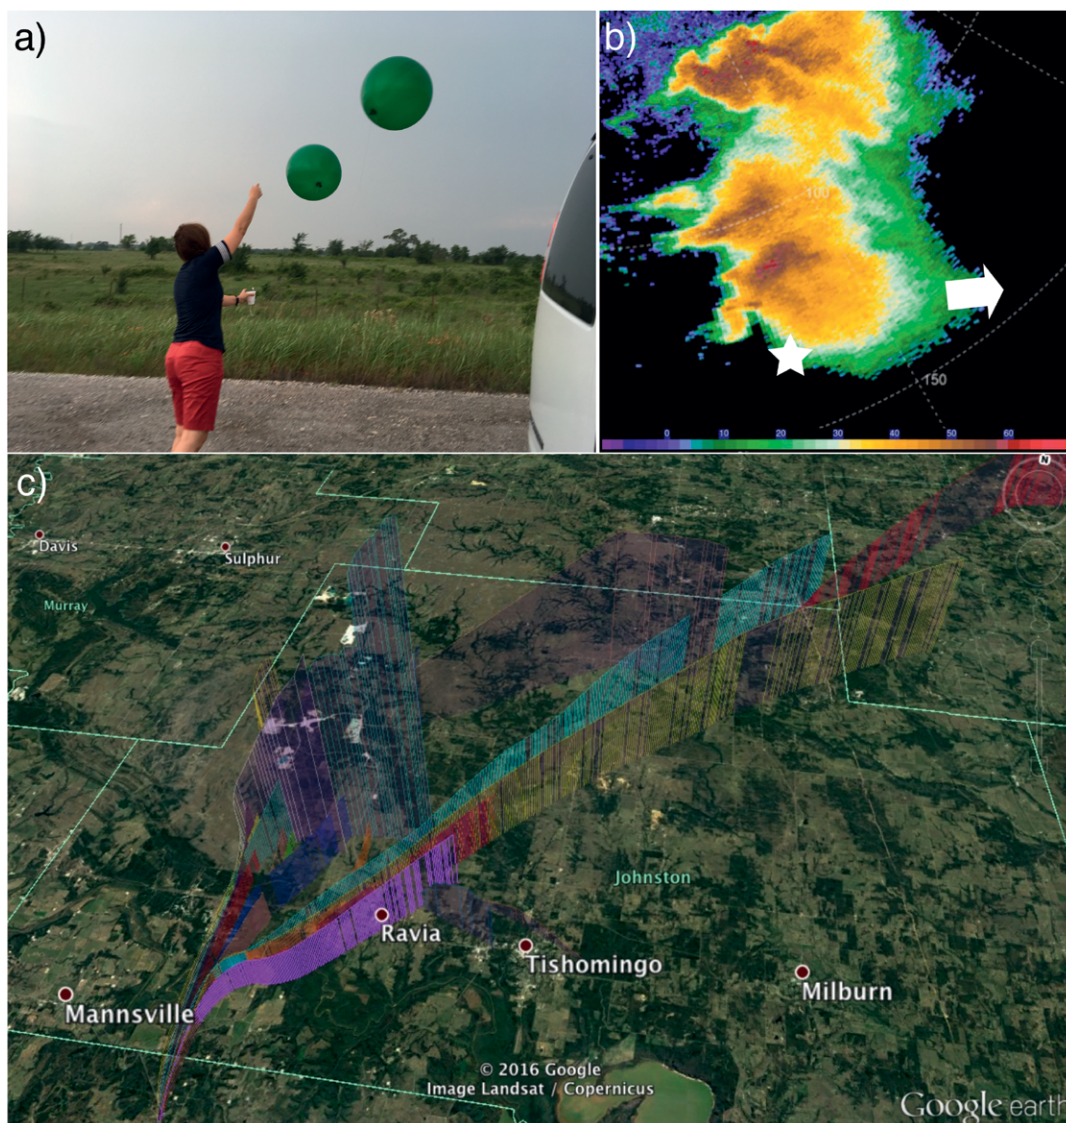 a)
b)
100
150
0 10 20 30 40 50 60
c)
N
Davis
Sulphur
Murray
Johnston
Ravia
Tishomingo
Mannsville
Milburn
© 2016 Google
Image Landsat / Copernicus
Google earth